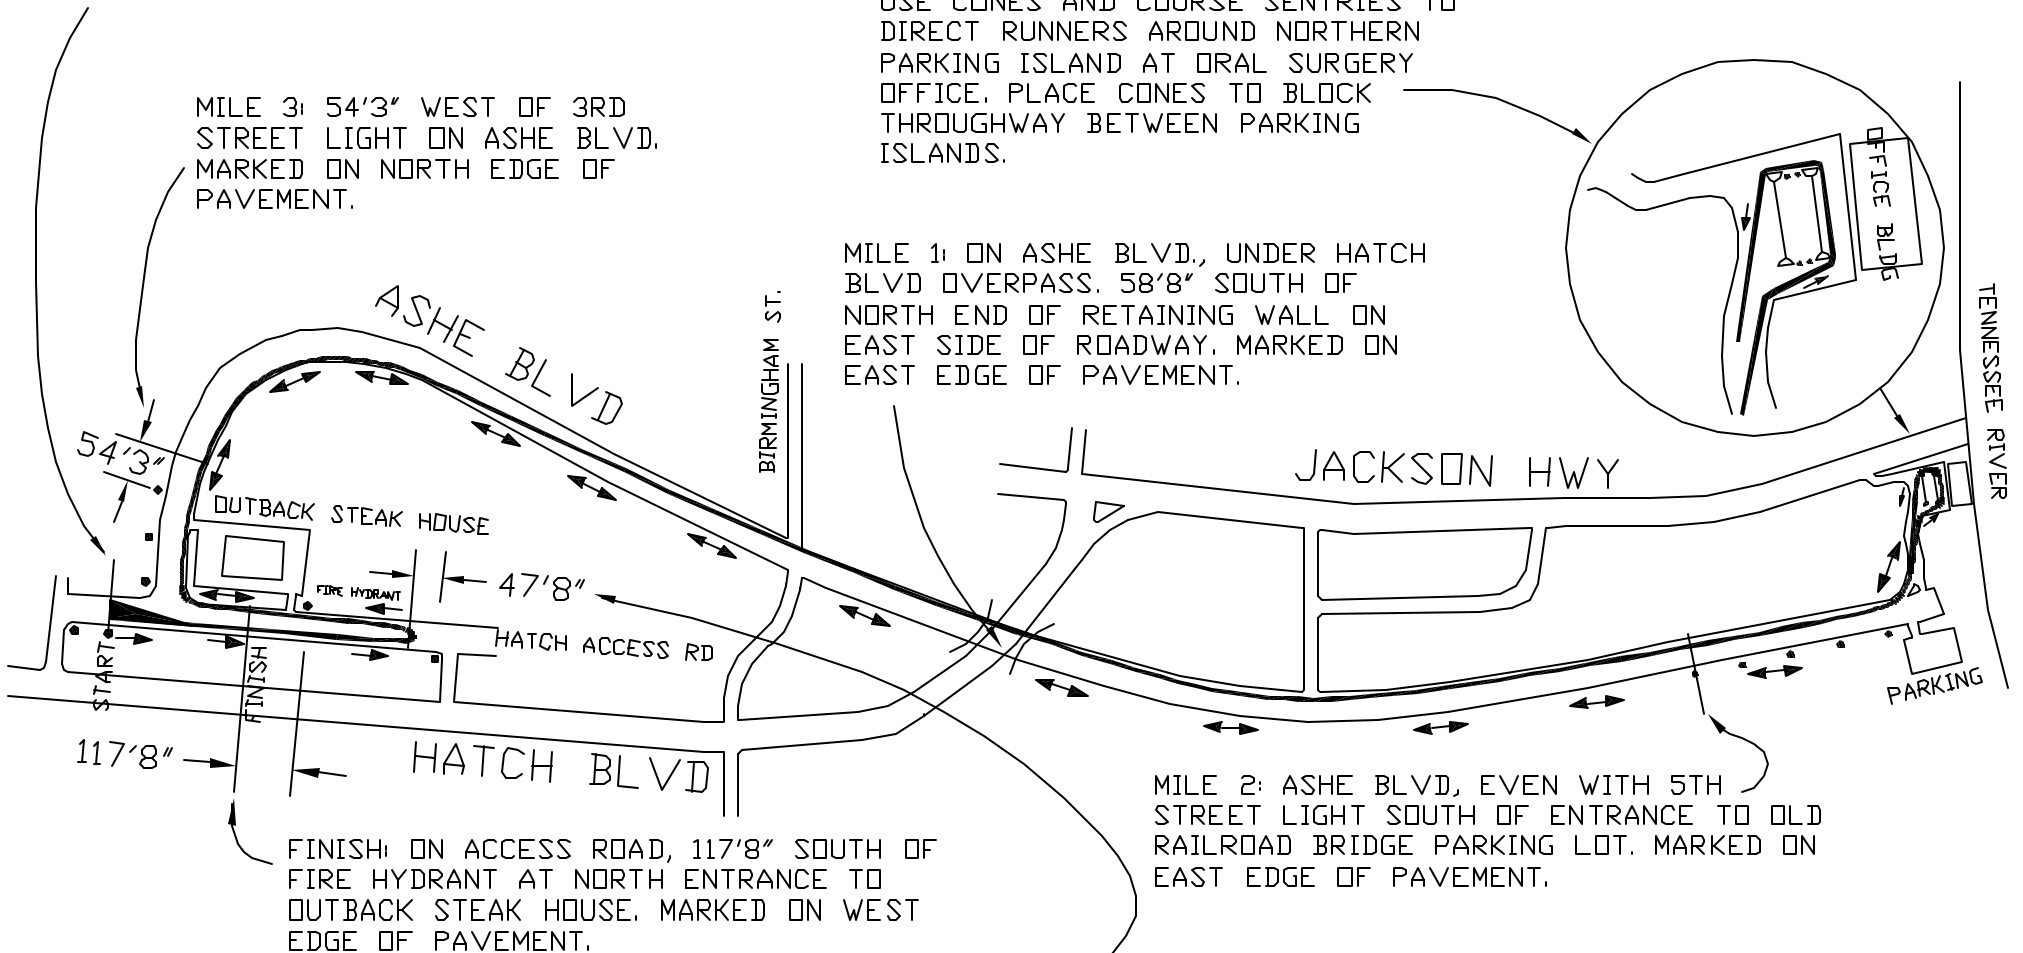 USE CONES AND COURSE SENTRIES TO
DIRECT RUNNERS AROUND NORTHERN
PARKING ISLAND AT ORAL SURGERY
OFFICE. PLACE CONES TO BLOCK
THROUGHWAY BETWEEN PARKING
ISLANDS.
MILE 3: 54'3" WEST OF 3RD
STREET LIGHT ON ASHE BLVD.
MARKED ON NORTH EDGE OF
PAVEMENT.
OFFICE BLDG
MILE 1: ON ASHE BLVD., UNDER HATCH
BLVD OVERPASS. 58'8" SOUTH OF
NORTH END OF RETAINING WALL ON
EAST SIDE OF ROADWAY. MARKED ON
EAST EDGE OF PAVEMENT.
ASHE BLVD
BIRMINGHAM ST.
TENNESSEE RIVER
54'3"
JACKSON HWY
OUTBACK STEAK HOUSE
FIRE HYDRANT
47'8"
HATCH ACCESS RD
START
FINISH
PARKING
117'8"
HATCH BLVD
MILE 2: ASHE BLVD, EVEN WITH 5TH
STREET LIGHT SOUTH OF ENTRANCE TO OLD
RAILROAD BRIDGE PARKING LOT. MARKED ON
EAST EDGE OF PAVEMENT.
FINISH: ON ACCESS ROAD, 117'8" SOUTH OF
FIRE HYDRANT AT NORTH ENTRANCE TO
OUTBACK STEAK HOUSE. MARKED ON WEST
EDGE OF PAVEMENT.